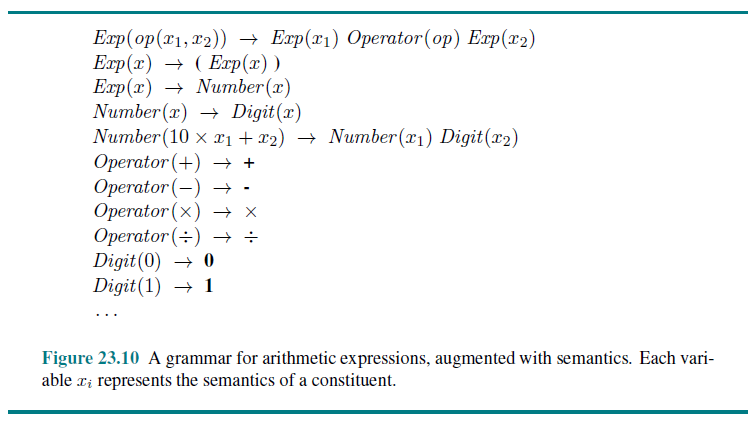 Exp(op(x₁, x₂)) → Exp(x₁) Operator(op) Exp(x₂)
Exp(x) → ( Exp(x) )
Exp(x) → Number(x)
Number(x) → Digit(x)
Number(10 × x₁ + x₂) → Number(x₁) Digit(x₂)
Operator(+) → +
Operator(−) → -
Operator(×) → ×
Operator(÷) → ÷
Digit(0) → 0
Digit(1) → 1
...
Figure 23.10 A grammar for arithmetic expressions, augmented with semantics. Each vari-
able xᵢ represents the semantics of a constituent.